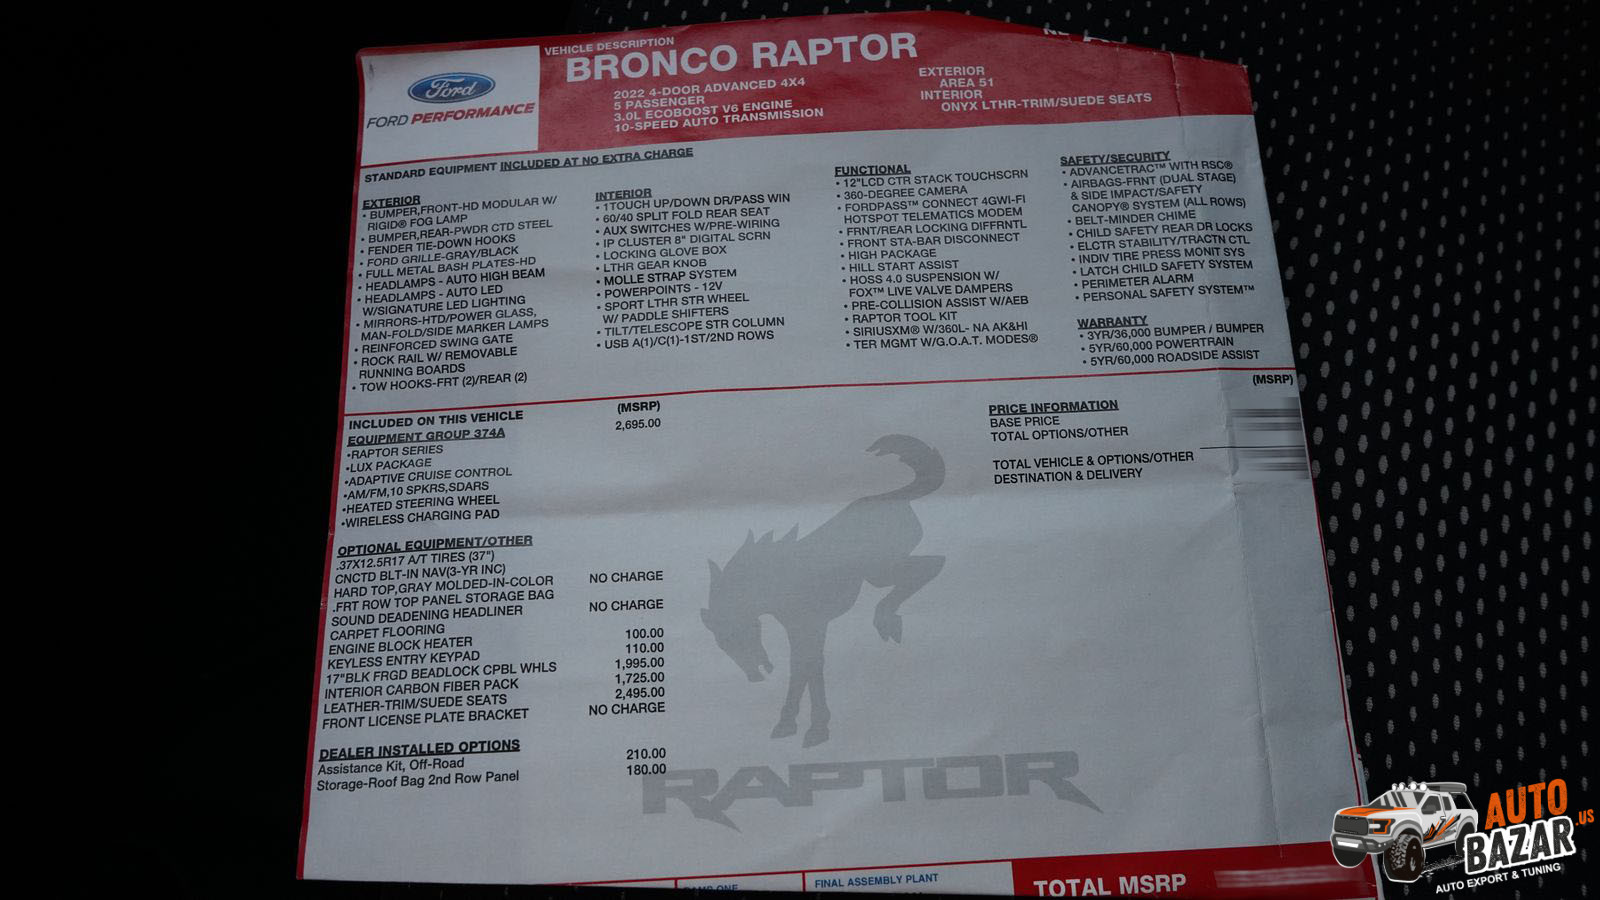 VEHICLE DESCRIPTION
BRONCO RAPTOR
2022 4-DOOR ADVANCED 4X4
5 PASSENGER
3.0L ECOBOOST V6 ENGINE
10-SPEED AUTO TRANSMISSION
EXTERIOR
AREA 51
INTERIOR
ONYX LTHR-TRIM/SUEDE SEATS
Ford
FORD PERFORMANCE
STANDARD EQUIPMENT INCLUDED AT NO EXTRA CHARGE
EXTERIOR
• BUMPER,FRONT-HD MODULAR W/
RIGID® FOG LAMP
• BUMPER,REAR-PWDR CTD STEEL
• FENDER TIE-DOWN HOOKS
• FORD GRILLE-GRAY/BLACK
• FULL METAL BASH PLATES-HD
• HEADLAMPS - AUTO HIGH BEAM
• HEADLAMPS - AUTO LED
W/SIGNATURE LED LIGHTING
• MIRRORS-HTD/POWER GLASS,
MAN-FOLD/SIDE MARKER LAMPS
• REINFORCED SWING GATE
• ROCK RAIL W/ REMOVABLE
RUNNING BOARDS
• TOW HOOKS-FRT (2)/REAR (2)
INTERIOR
• 1TOUCH UP/DOWN DR/PASS WIN
• 60/40 SPLIT FOLD REAR SEAT
• AUX SWITCHES W/PRE-WIRING
• IP CLUSTER 8" DIGITAL SCRN
• LOCKING GLOVE BOX
• LTHR GEAR KNOB
• MOLLE STRAP SYSTEM
• POWERPOINTS - 12V
• SPORT LTHR STR WHEEL
W/ PADDLE SHIFTERS
• TILT/TELESCOPE STR COLUMN
• USB A(1)/C(1)-1ST/2ND ROWS
FUNCTIONAL
• 12"LCD CTR STACK TOUCHSCRN
• 360-DEGREE CAMERA
• FORDPASS™ CONNECT 4GWI-FI
HOTSPOT TELEMATICS MODEM
• FRNT/REAR LOCKING DIFFRNTL
• FRONT STA-BAR DISCONNECT
• HIGH PACKAGE
• HILL START ASSIST
• HOSS 4.0 SUSPENSION W/
FOX™ LIVE VALVE DAMPERS
• PRE-COLLISION ASSIST W/AEB
• RAPTOR TOOL KIT
• SIRIUSXM® W/360L- NA AK&HI
• TER MGMT W/G.O.A.T. MODES®
SAFETY/SECURITY
• ADVANCETRAC™ WITH RSC®
• AIRBAGS-FRNT (DUAL STAGE)
& SIDE IMPACT/SAFETY
CANOPY® SYSTEM (ALL ROWS)
• BELT-MINDER CHIME
• CHILD SAFETY REAR DR LOCKS
• ELCTR STABILITY/TRACTN CTL
• INDIV TIRE PRESS MONIT SYS
• LATCH CHILD SAFETY SYSTEM
• PERIMETER ALARM
• PERSONAL SAFETY SYSTEM™
WARRANTY
• 3YR/36,000 BUMPER / BUMPER
• 5YR/60,000 POWERTRAIN
• 5YR/60,000 ROADSIDE ASSIST
INCLUDED ON THIS VEHICLE (MSRP)
EQUIPMENT GROUP 374A 2,695.00
•RAPTOR SERIES
•LUX PACKAGE
•ADAPTIVE CRUISE CONTROL
•AM/FM,10 SPKRS,SDARS
•HEATED STEERING WHEEL
•WIRELESS CHARGING PAD
(MSRP)
PRICE INFORMATION
BASE PRICE
TOTAL OPTIONS/OTHER
TOTAL VEHICLE & OPTIONS/OTHER
DESTINATION & DELIVERY
OPTIONAL EQUIPMENT/OTHER
.37X12.5R17 A/T TIRES (37")
CNCTD BLT-IN NAV(3-YR INC)
HARD TOP,GRAY MOLDED-IN-COLOR NO CHARGE
.FRT ROW TOP PANEL STORAGE BAG
SOUND DEADENING HEADLINER NO CHARGE
CARPET FLOORING
ENGINE BLOCK HEATER 100.00
KEYLESS ENTRY KEYPAD 110.00
17"BLK FRGD BEADLOCK CPBL WHLS 1,995.00
INTERIOR CARBON FIBER PACK 1,725.00
LEATHER-TRIM/SUEDE SEATS 2,495.00
FRONT LICENSE PLATE BRACKET NO CHARGE
DEALER INSTALLED OPTIONS
Assistance Kit, Off-Road 210.00
Storage-Roof Bag 2nd Row Panel 180.00
RAPTOR
FINAL ASSEMBLY PLANT
TOTAL MSRP
AUTO
BAZAR.us
AUTO EXPORT & TUNING